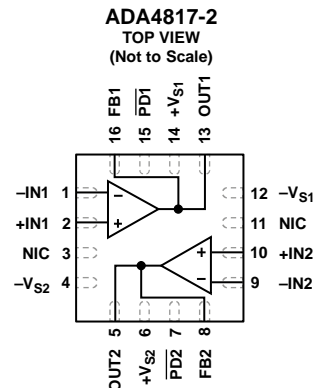 ADA4817-2
TOP VIEW
(Not to Scale)
16 FB1
15 PD1
14 +VS1
13 OUT1
–IN1 1
+IN1 2
NIC 3
–VS2 4
12 –VS1
11 NIC
10 +IN2
9 –IN2
–
+
+
–
OUT2 5
+VS2 6
PD2 7
FB2 8